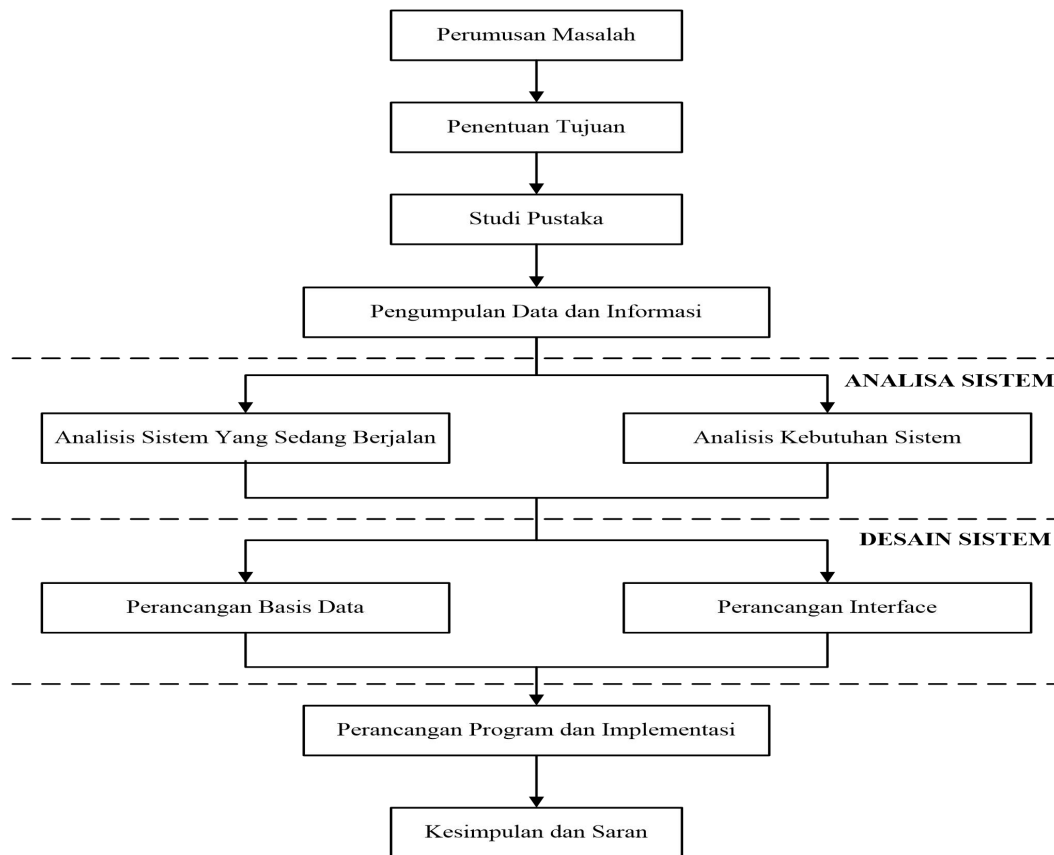 Perumusan Masalah
Penentuan Tujuan
Studi Pustaka
Pengumpulan Data dan Informasi
ANALISA SISTEM
Analisis Sistem Yang Sedang Berjalan
Analisis Kebutuhan Sistem
DESAIN SISTEM
Perancangan Basis Data
Perancangan Interface
Perancangan Program dan Implementasi
Kesimpulan dan Saran